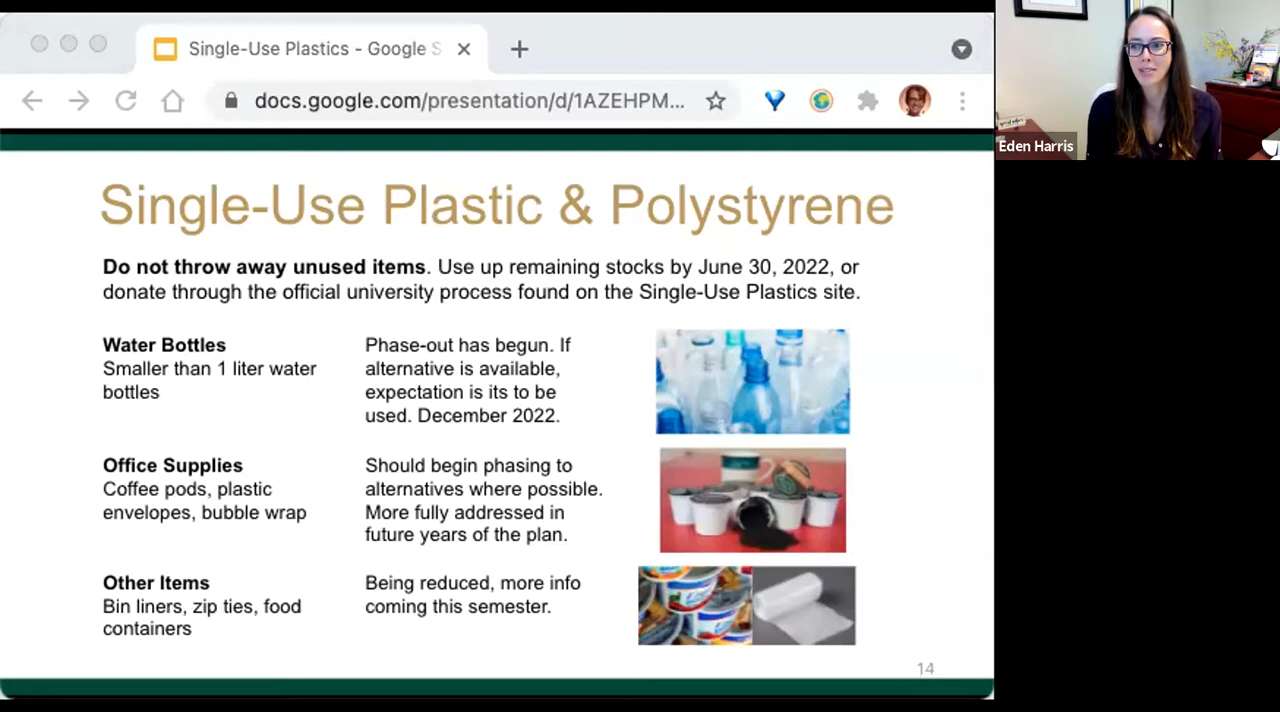 Single-Use Plastics - Google S
docs.google.com/presentation/d/1AZEHPM...
Eden Harris
Single-Use Plastic & Polystyrene
Do not throw away unused items. Use up remaining stocks by June 30, 2022, or
donate through the official university process found on the Single-Use Plastics site.
Water Bottles
Smaller than 1 liter water
bottles
Phase-out has begun. If
alternative is available,
expectation is its to be
used. December 2022.
Office Supplies
Coffee pods, plastic
envelopes, bubble wrap
Should begin phasing to
alternatives where possible.
More fully addressed in
future years of the plan.
Other Items
Bin liners, zip ties, food
containers
Being reduced, more info
coming this semester.
14